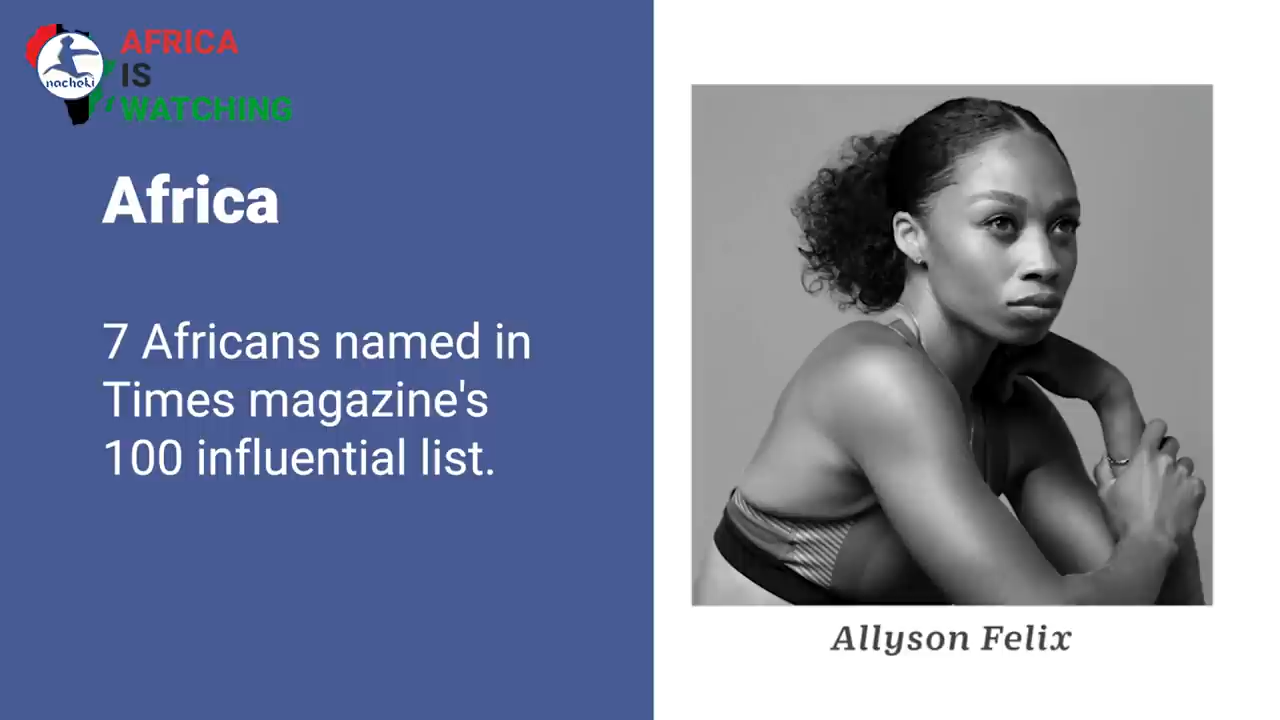 AFRICA
IS
WATCHING
nacheki
Africa
7 Africans named in
Times magazine's
100 influential list.
Allyson Felix